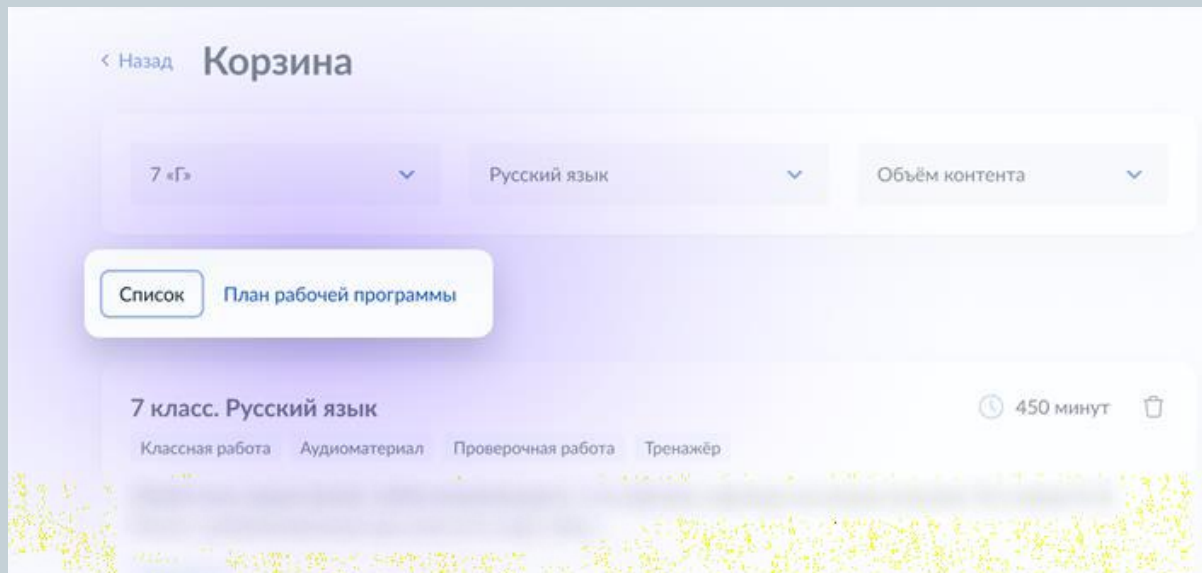 Назад Корзина
7 «Г» Русский язык Объём контента
Список План рабочей программы
7 класс. Русский язык 450 минут
Классная работа Аудиоматериал Проверочная работа Тренажёр